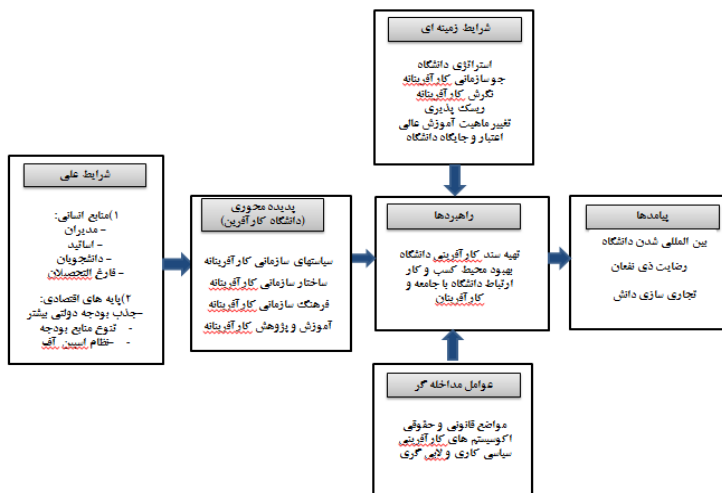 شرایط زمینه ای
استراتژی دانشگاه
جوسازمانی کارآفرینانه
نگرش کارآفرینانه
ریسک پذیری
تغییر ماهیت آموزش عالی
اعتبار و جایگاه دانشگاه
شرایط علی
۱)منابع انسانی:
– مدیران
– اساتید
– دانشجویان
– فارغ التحصیلان
۲)پایه های اقتصادی:
–جذب بودجه دولتی بیشتر
- تنوع منابع بودجه
- –نظام اسپین آف
پدیده محوری
(دانشگاه کارآفرین)
سیاستهای سازمانی کارآفرینانه
ساختار سازمانی کارآفرینانه
فرهنگ سازمانی کارآفرینانه
آموزش و پژوهش کارآفرینانه
راهبردها
تهیه سند کارآفرینی دانشگاه
بهبود محیط کسب و کار
ارتباط دانشگاه با جامعه و
کارآفرینان
پیامدها
بین المللی شدن دانشگاه
رضایت ذی نفعان
تجاری سازی دانش
عوامل مداخله گر
مواضع قانونی و حقوقی
اکوسیستم های کارآفرینی
سیاسی کاری و لابی گری